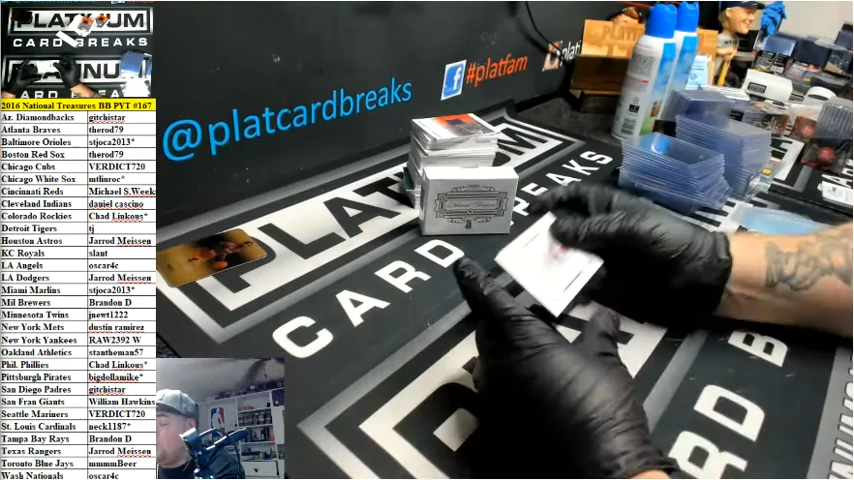 PLATINUM
CARD BREAKS
PLATINUM
2016 National Treasures BB PYT #167
Az. Diamondbacks gitchistar
Atlanta Braves therod79
Baltimore Orioles stjoca2013*
Boston Red Sox therod79
Chicago Cubs VERDICT720
Chicago White Sox mtlinroc*
Cincinnati Reds Michael S.Week
Cleveland Indians daniel cascino
Colorado Rockies Chad Linkous*
Detroit Tigers tj
Houston Astros Jarrod Meissen
KC Royals slant
LA Angels oscar4c
LA Dodgers Jarrod Meissen
Miami Marlins stjoca2013*
Mil Brewers Brandon D
Minnesota Twins jnewt1222
New York Mets dustin ramirez
New York Yankees RAW2392 W
Oakland Athletics stantheman57
Phil. Phillies Chad Linkous*
Pittsburgh Pirates bigdollamike*
San Diego Padres gitchistar
San Fran Giants William Hawkins
Seattle Mariners VERDICT720
St. Louis Cardinals neck1187*
Tampa Bay Rays Brandon D
Texas Rangers Jarrod Meissen
Toronto Blue Jays mmmmBeer
Wash Nationals oscar4c
@platcardbreaks
f #platfam
plati
PLATINUM
CARD BREAKS